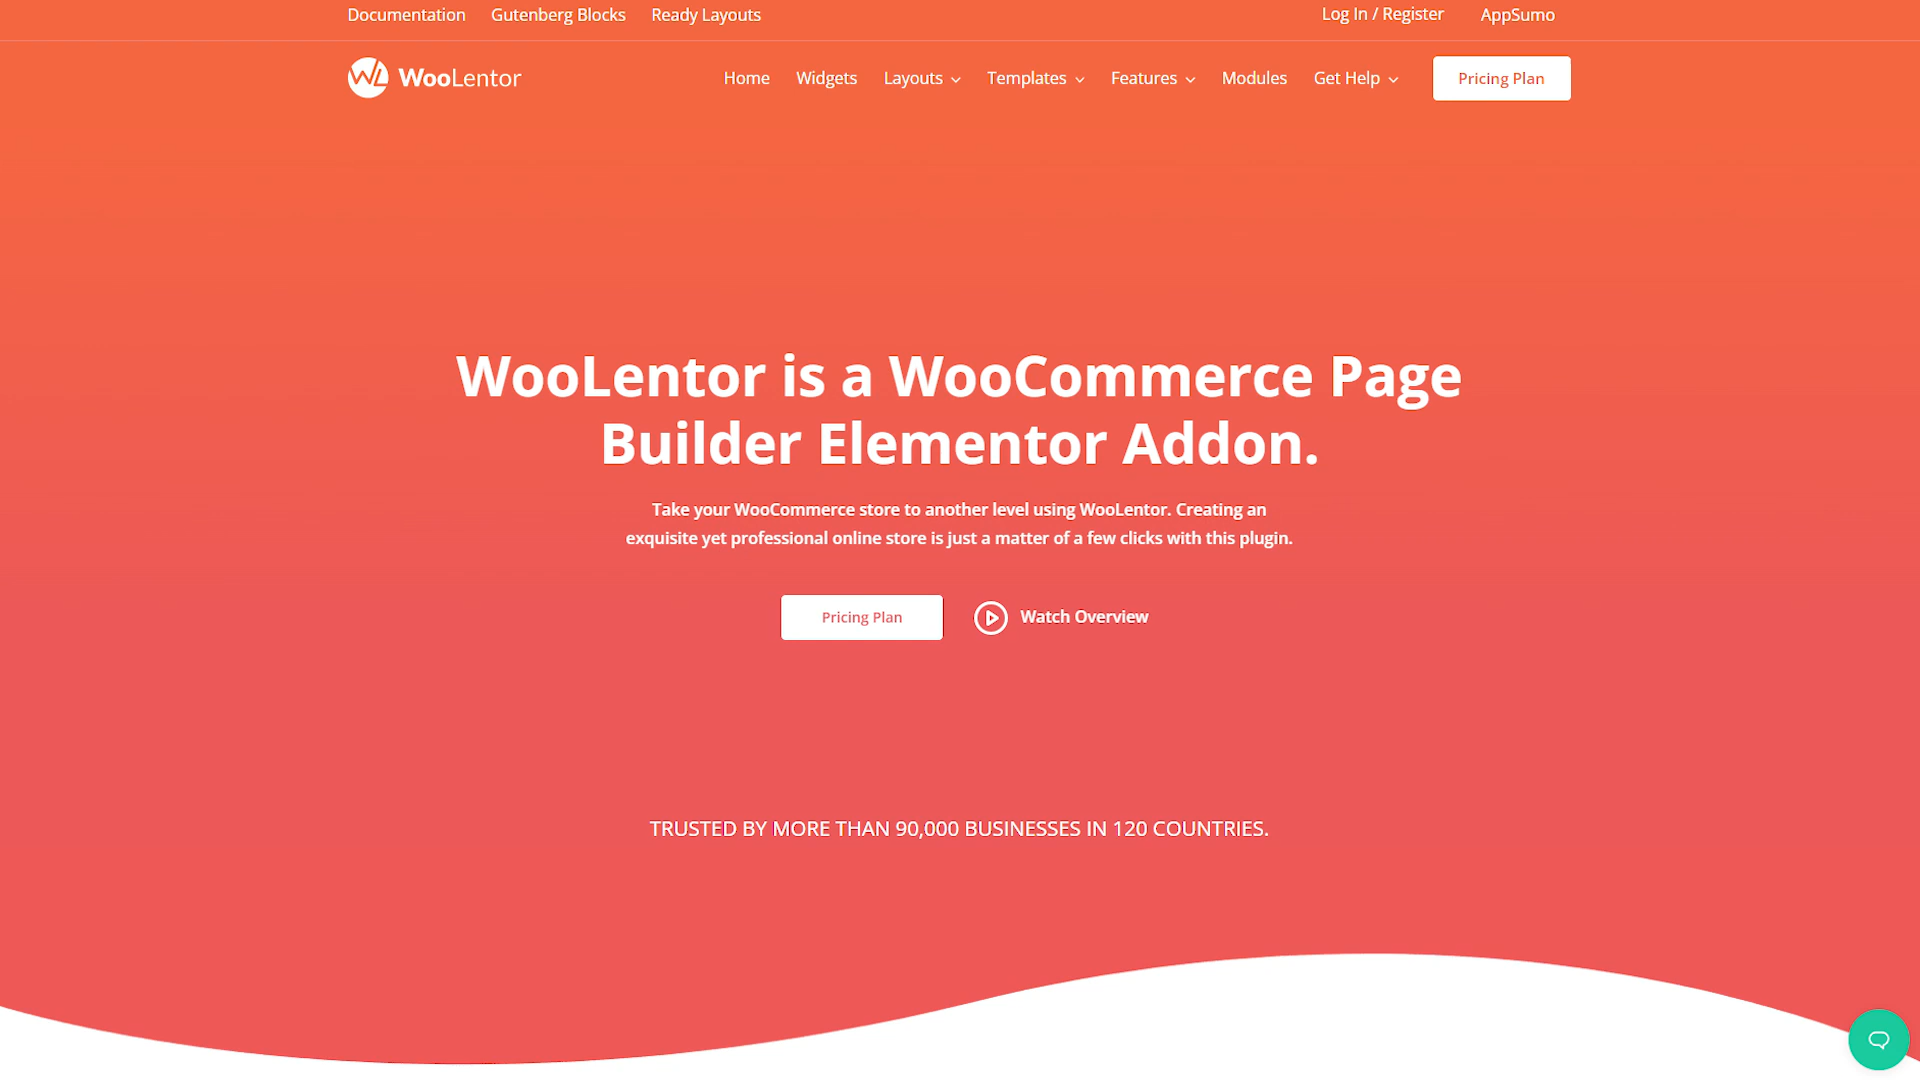 Documentation Gutenberg Blocks Ready Layouts Log In / Register AppSumo
WL WooLentor Home Widgets Layouts Templates Features Modules Get Help Pricing Plan
WooLentor is a WooCommerce Page
Builder Elementor Addon.
Take your WooCommerce store to another level using WooLentor. Creating an
exquisite yet professional online store is just a matter of a few clicks with this plugin.
Pricing Plan Watch Overview
TRUSTED BY MORE THAN 90,000 BUSINESSES IN 120 COUNTRIES.